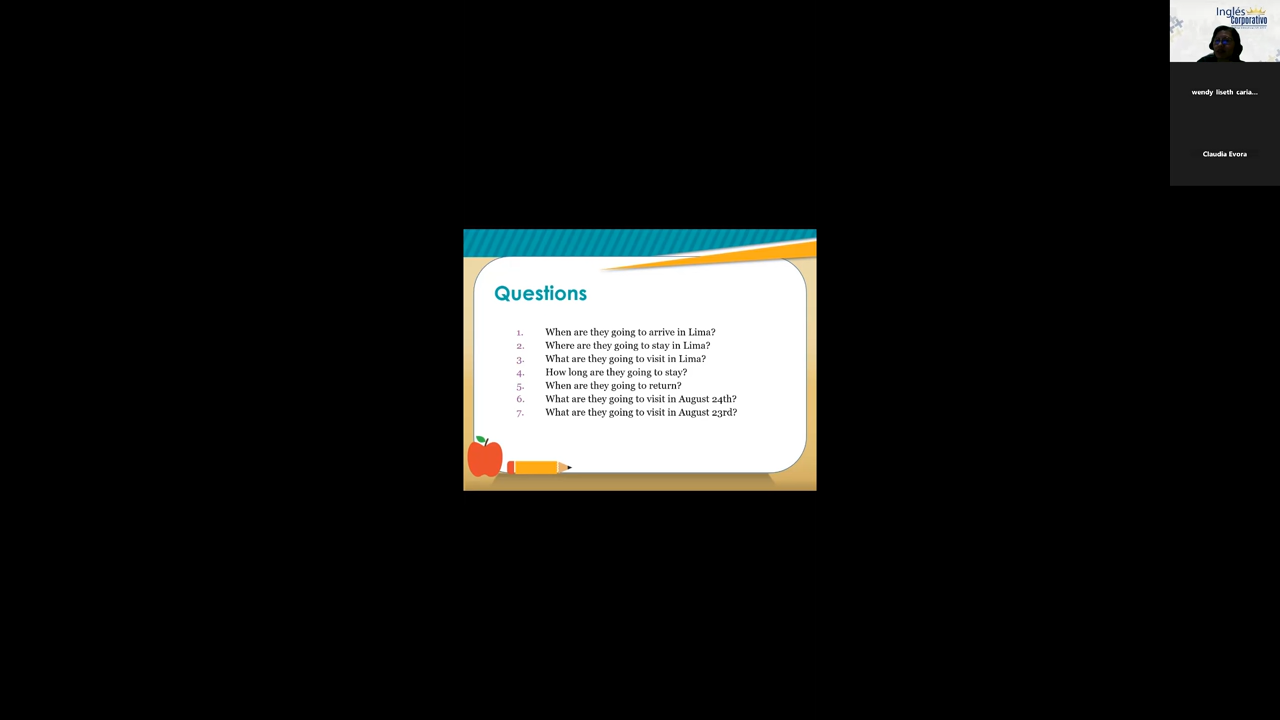 Inglés
Corporativo
wendy liseth caria...
Claudia Evora
Questions
1. When are they going to arrive in Lima?
2. Where are they going to stay in Lima?
3. What are they going to visit in Lima?
4. How long are they going to stay?
5. When are they going to return?
6. What are they going to visit in August 24th?
7. What are they going to visit in August 23rd?